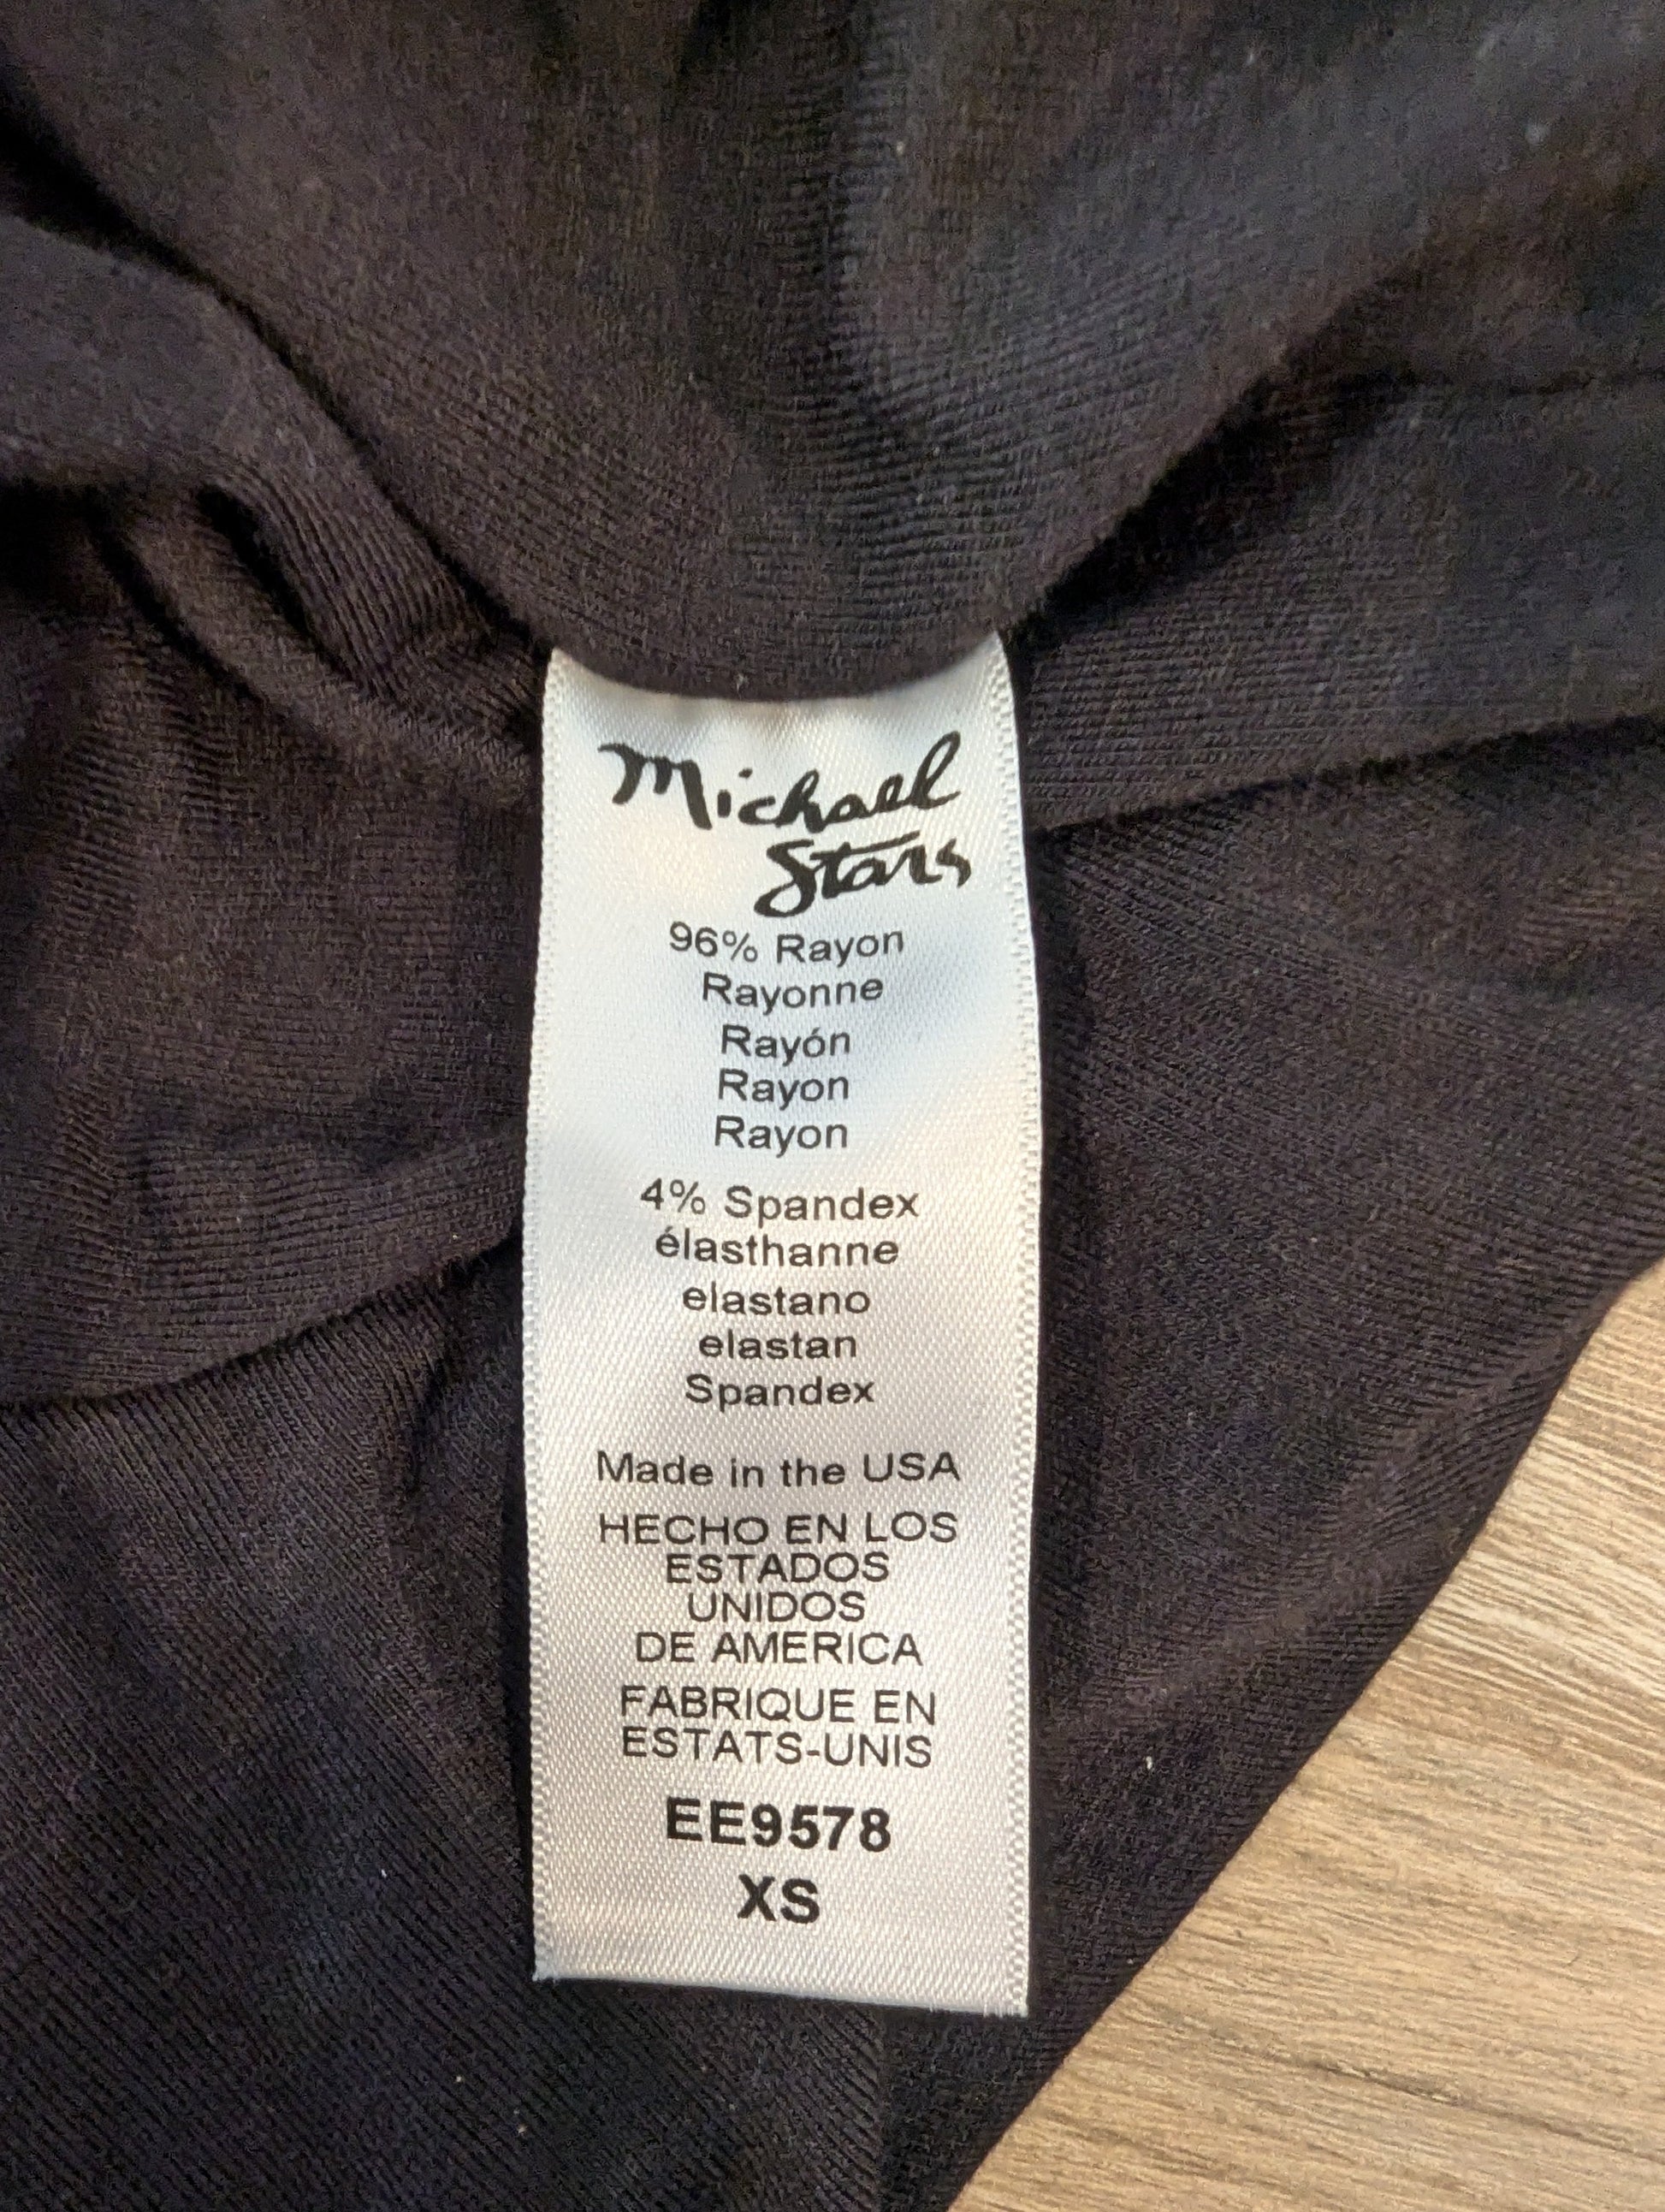 Michael
Stars
96% Rayon
Rayonne
Rayón
Rayon
Rayon
4% Spandex
élasthanne
elastano
elastan
Spandex
Made in the USA
HECHO EN LOS
ESTADOS
UNIDOS
DE AMERICA
FABRIQUE EN
ESTATS-UNIS
EE9578
XS